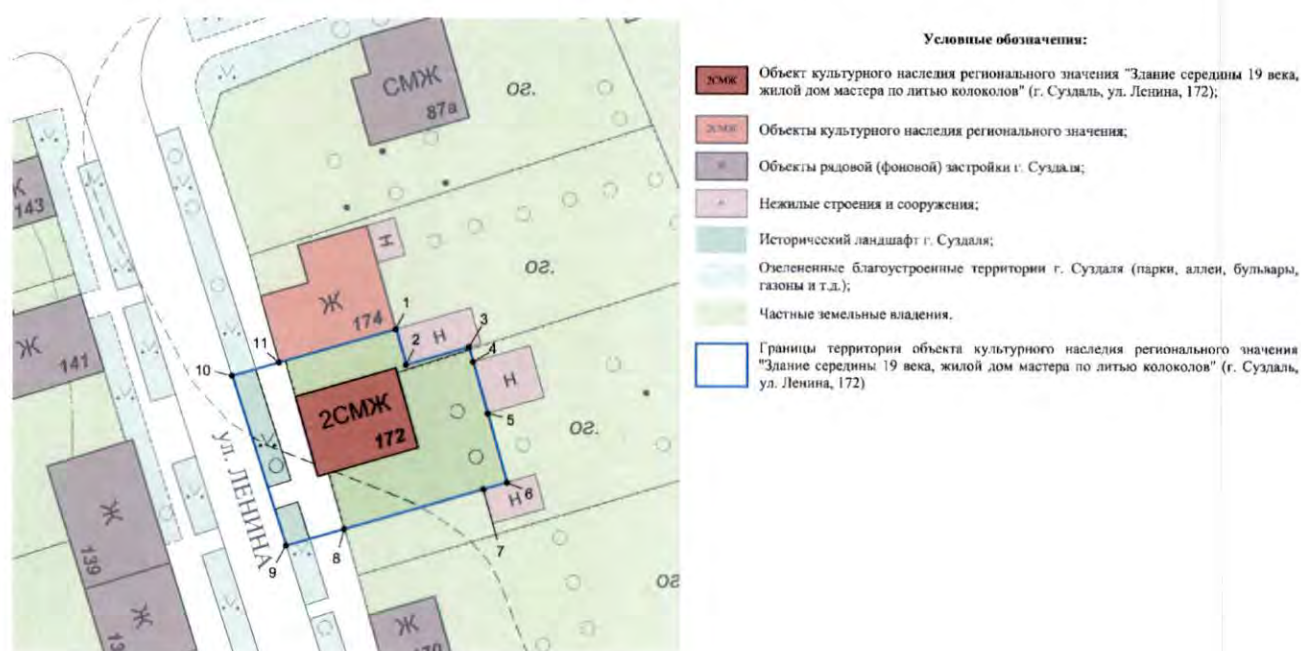 СМЖ
87а
ог.
К
143
Н
ог.
Ж
174
1
Н
3
2
4
11
10
Ж
141
Н
2СМЖ
172
5
ог.
ул. ЛЕНИНА
6
Н
7
8
9
Ж
139
Ж
Ж
Условные обозначения:
2СМЖ
Объект культурного наследия регионального значения "Здание середины 19 века,
жилой дом мастера по литью колоколов" (г. Суздаль, ул. Ленина, 172);
2СМЖ
Объекты культурного наследия регионального значения;
Объекты рядовой (фоновой) застройки г. Суздаля;
Нежилые строения и сооружения;
Исторический ландшафт г. Суздаля;
Озелененные благоустроенные территории г. Суздаля (парки, аллеи, бульвары,
газоны и т.д.);
Частные земельные владения.
Границы территории объекта культурного наследия регионального значения
"Здание середины 19 века, жилой дом мастера по литью колоколов" (г. Суздаль,
ул. Ленина, 172)